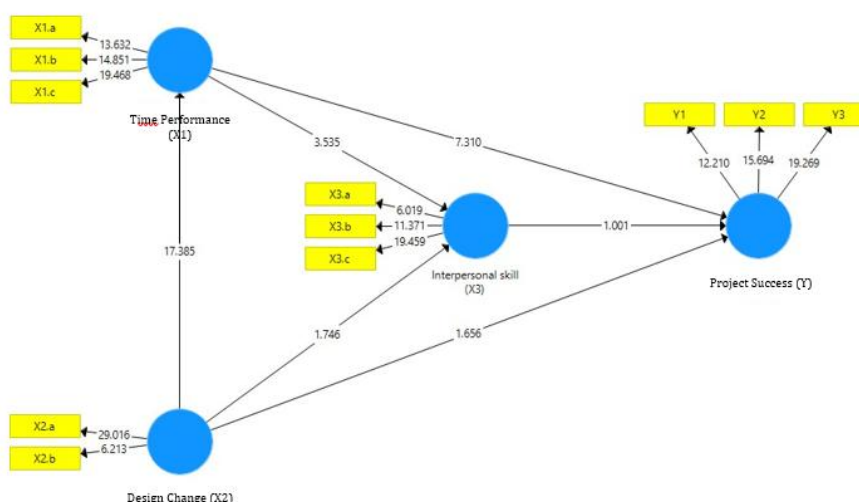 X1.a
13.632
X1.b
14.851
X1.c
19.468
Time Performance
(X1)
3.535
7.310
Y1
Y2
Y3
12.210
15.694
19.269
X3.a
6.019
X3.b
11.371
X3.c
19.459
1.001
Interpersonal skill
(X3)
Project Success (Y)
17.385
1.746
1.656
X2.a
29.016
X2.b
6.213
Design Change (X2)